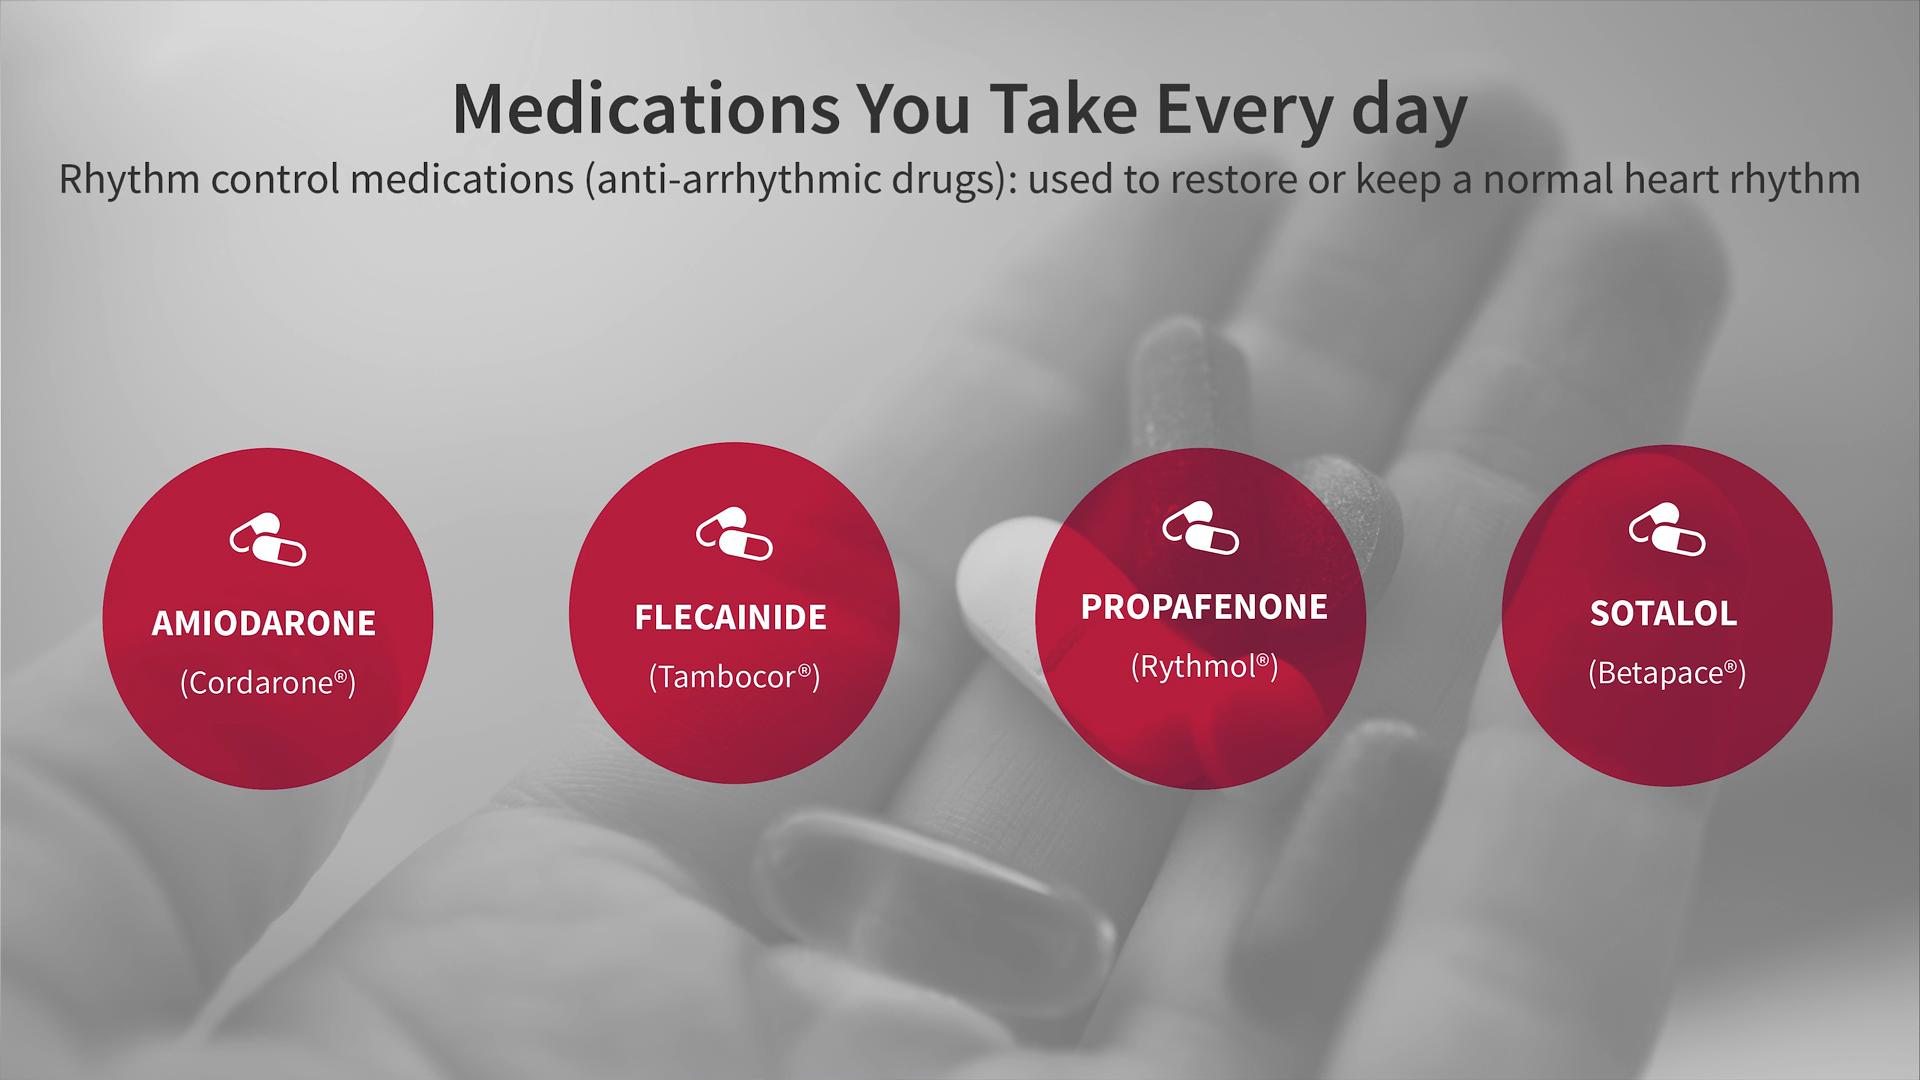 Medications You Take Every day
Rhythm control medications (anti-arrhythmic drugs): used to restore or keep a normal heart rhythm
AMIODARONE
(Cordarone®)
FLECAINIDE
(Tambocor®)
PROPAFENONE
(Rythmol®)
SOTALOL
(Betapace®)